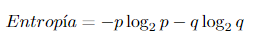 Entropía = −p log₂ p − q log₂ q